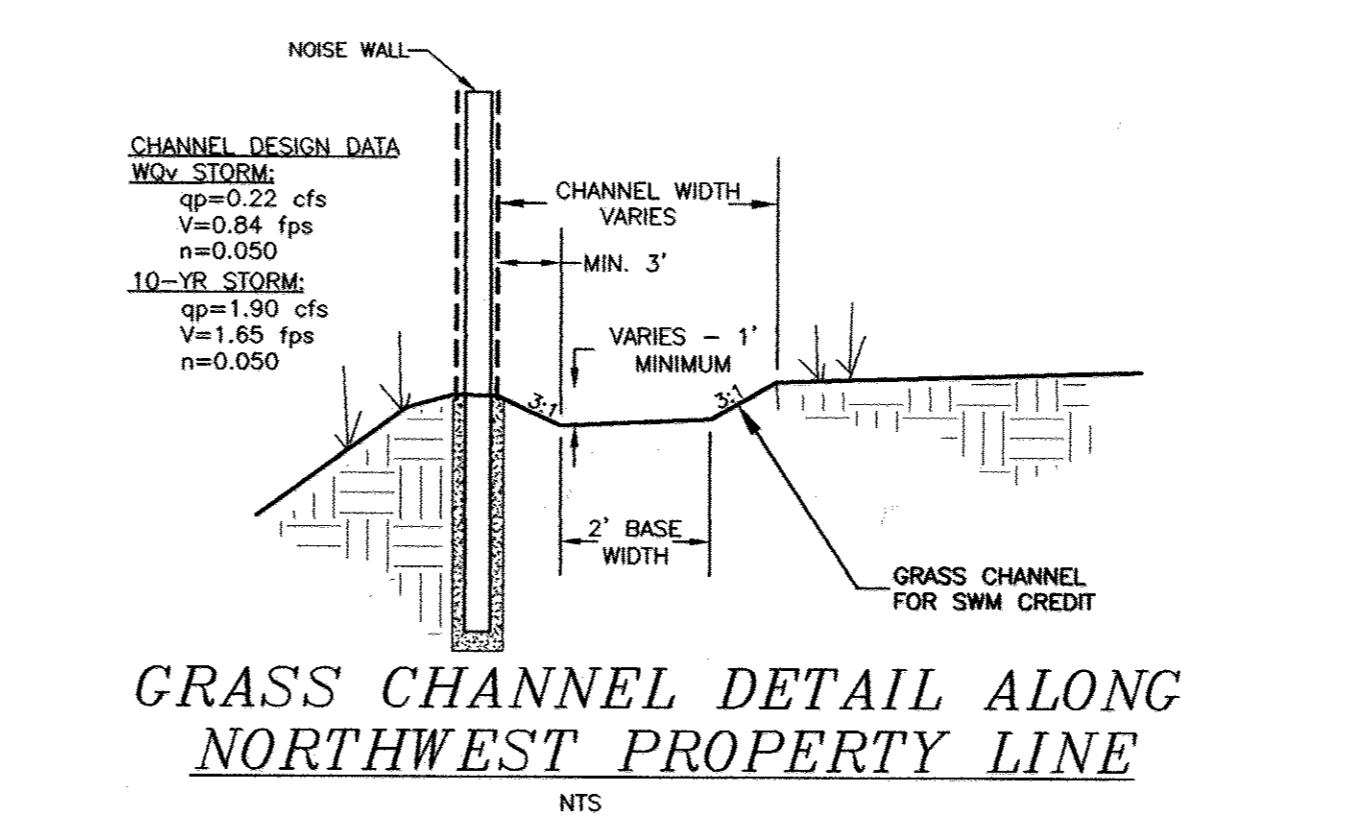 NOISE WALL
CHANNEL DESIGN DATA
WQv STORM:
qp=0.22 cfs
V=0.84 fps
n=0.050
10-YR STORM:
qp=1.90 cfs
V=1.65 fps
n=0.050
CHANNEL WIDTH
VARIES
MIN. 3'
VARIES - 1'
MINIMUM
3:1
3:1
2' BASE
WIDTH
GRASS CHANNEL
FOR SWM CREDIT
GRASS CHANNEL DETAIL ALONG
NORTHWEST PROPERTY LINE
NTS